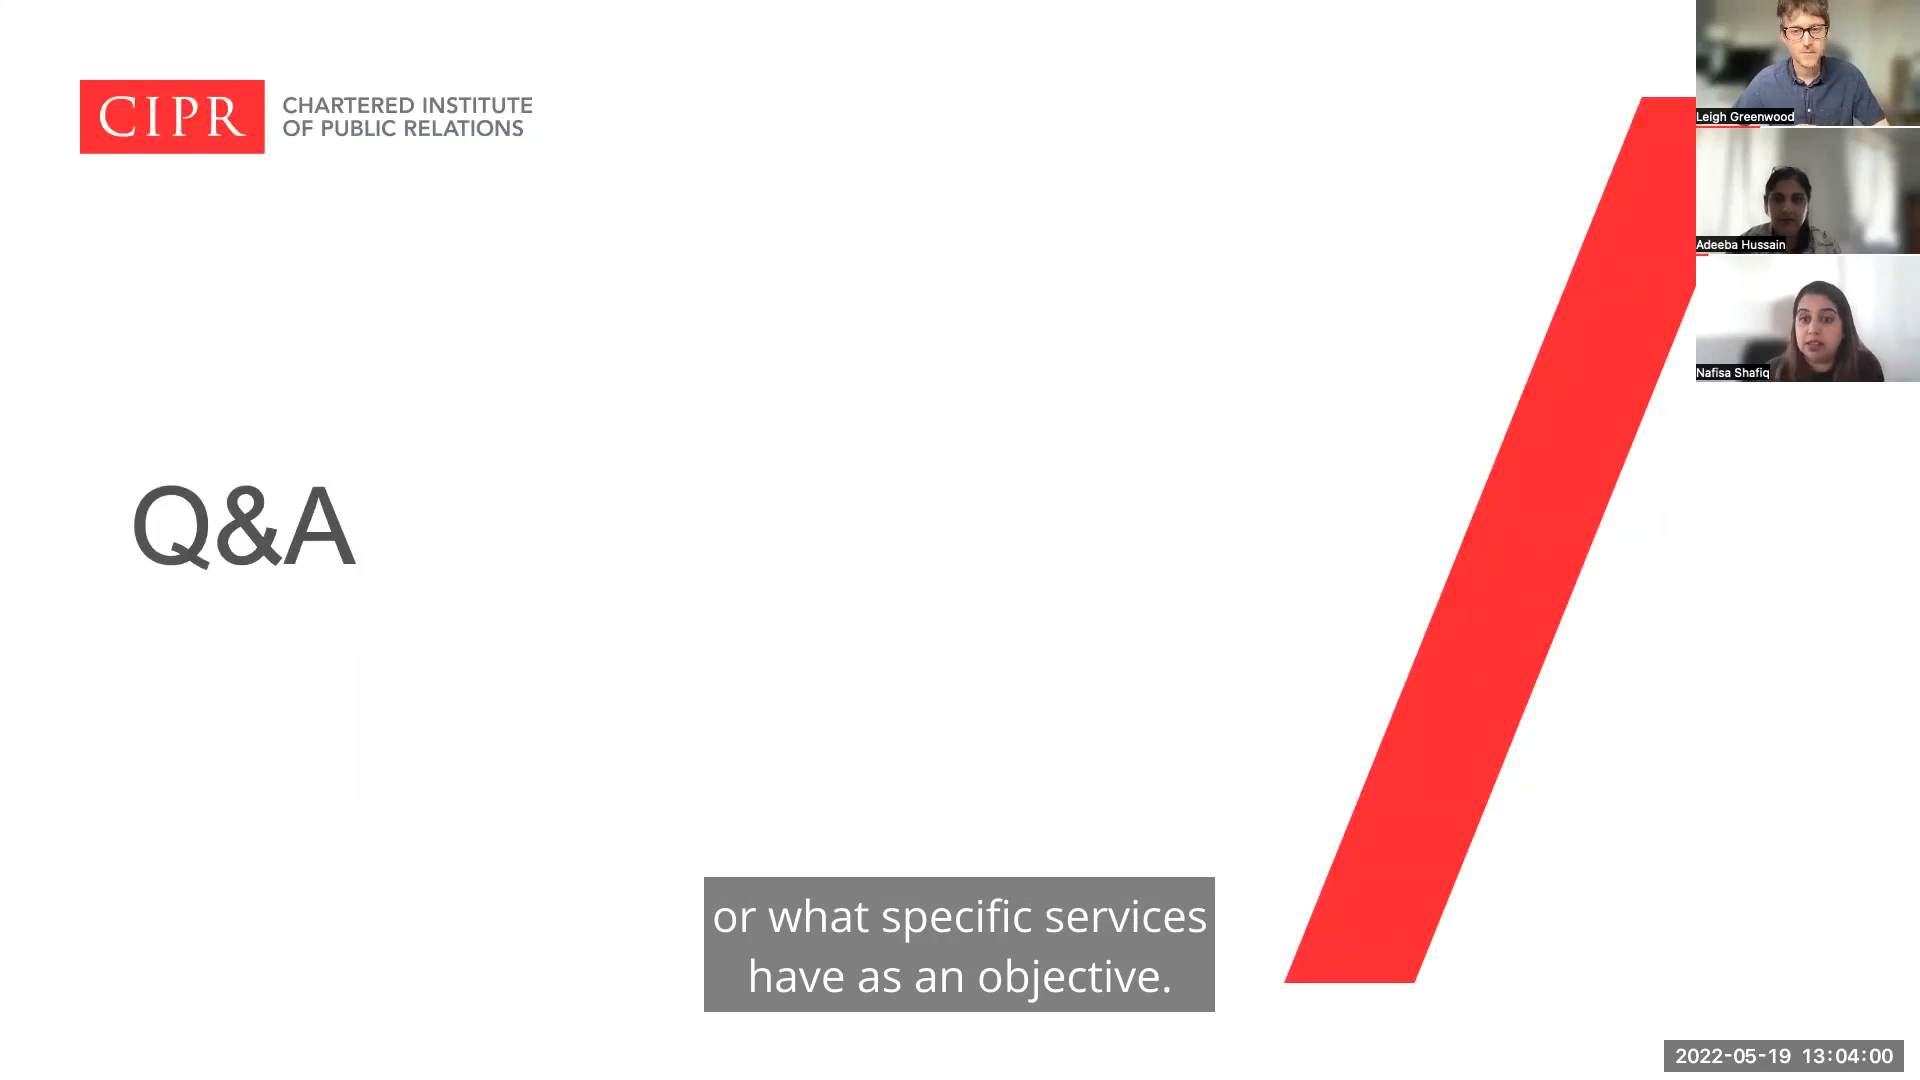 CIPR
CHARTERED INSTITUTE
OF PUBLIC RELATIONS
Leigh Greenwood
Adeeba Hussain
Nafisa Shafiq
Q&A
or what specific services
have as an objective.
2022-05-19 13:04:00